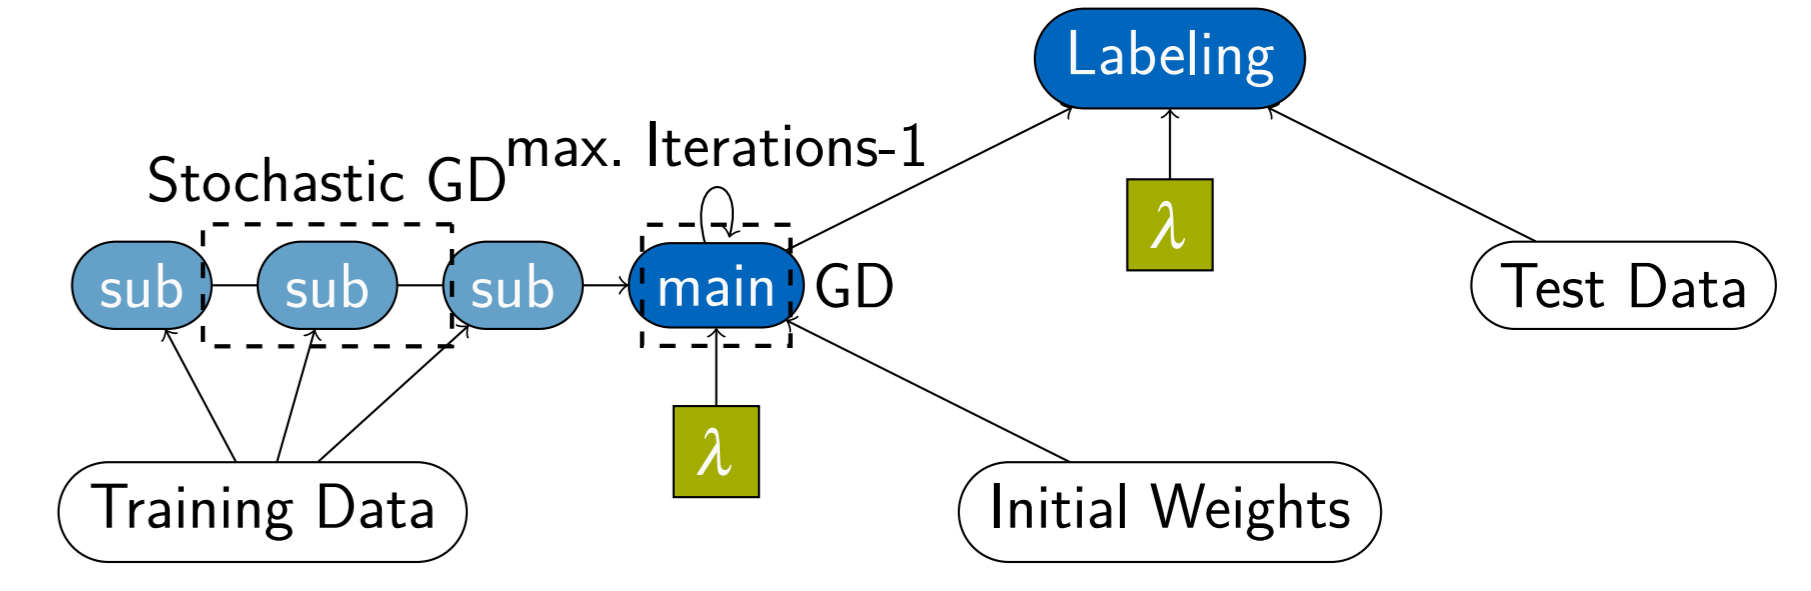 Labeling
max. Iterations-1
Stochastic GD
λ
sub sub sub main GD Test Data
λ
Training Data Initial Weights